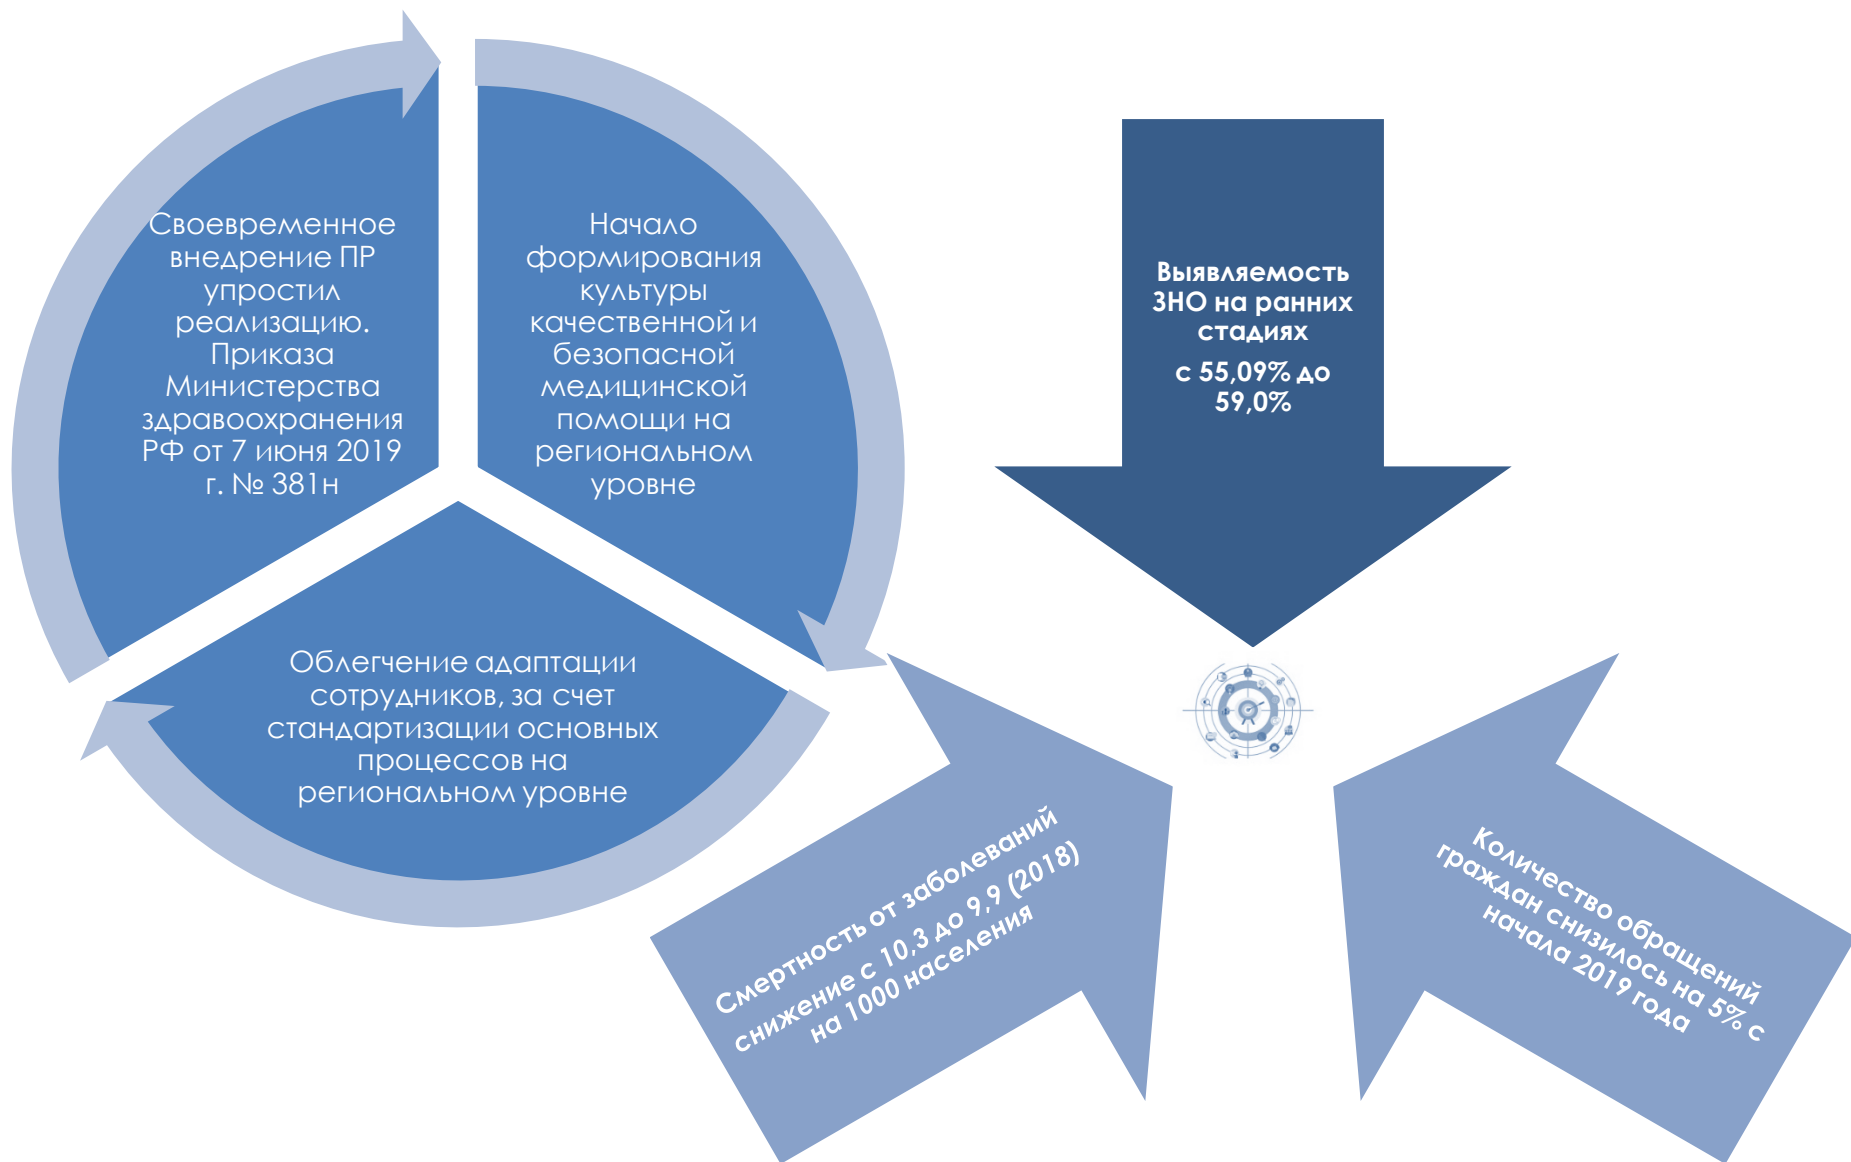 Своевременное
внедрение ПР
упростил
реализацию.
Приказа
Министерства
здравоохранения
РФ от 7 июня 2019
г. № 381н
Начало
формирования
культуры
качественной и
безопасной
медицинской
помощи на
региональном
уровне
Облегчение адаптации
сотрудников, за счет
стандартизации основных
процессов на
региональном уровне
Выявляемость
ЗНО на ранних
стадиях
с 55,09% до
59,0%
Смертность от заболеваний
снижение с 10,3 до 9,9 (2018)
на 1000 населения
Количество обращений
граждан снизилось на 5% с
начала 2019 года